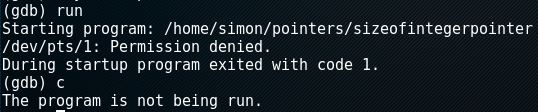 (gdb) run
Starting program: /home/simon/pointers/sizeofintegerpointer
/dev/pts/1: Permission denied.
During startup program exited with code 1.
(gdb) c
The program is not being run.